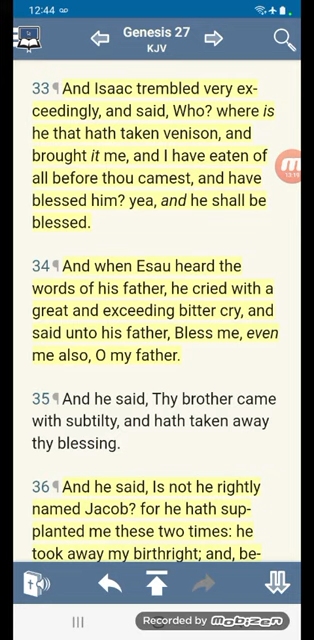 12:44
Genesis 27
KJV
33 ¶ And Isaac trembled very ex-
ceedingly, and said, Who? where is
he that hath taken venison, and
brought it me, and I have eaten of
all before thou camest, and have
blessed him? yea, and he shall be
blessed.
34 ¶ And when Esau heard the
words of his father, he cried with a
great and exceeding bitter cry, and
said unto his father, Bless me, even
me also, O my father.
35 ¶ And he said, Thy brother came
with subtilty, and hath taken away
thy blessing.
36 ¶ And he said, Is not he rightly
named Jacob? for he hath sup-
planted me these two times: he
took away my birthright; and, be-
Recorded by mobizen